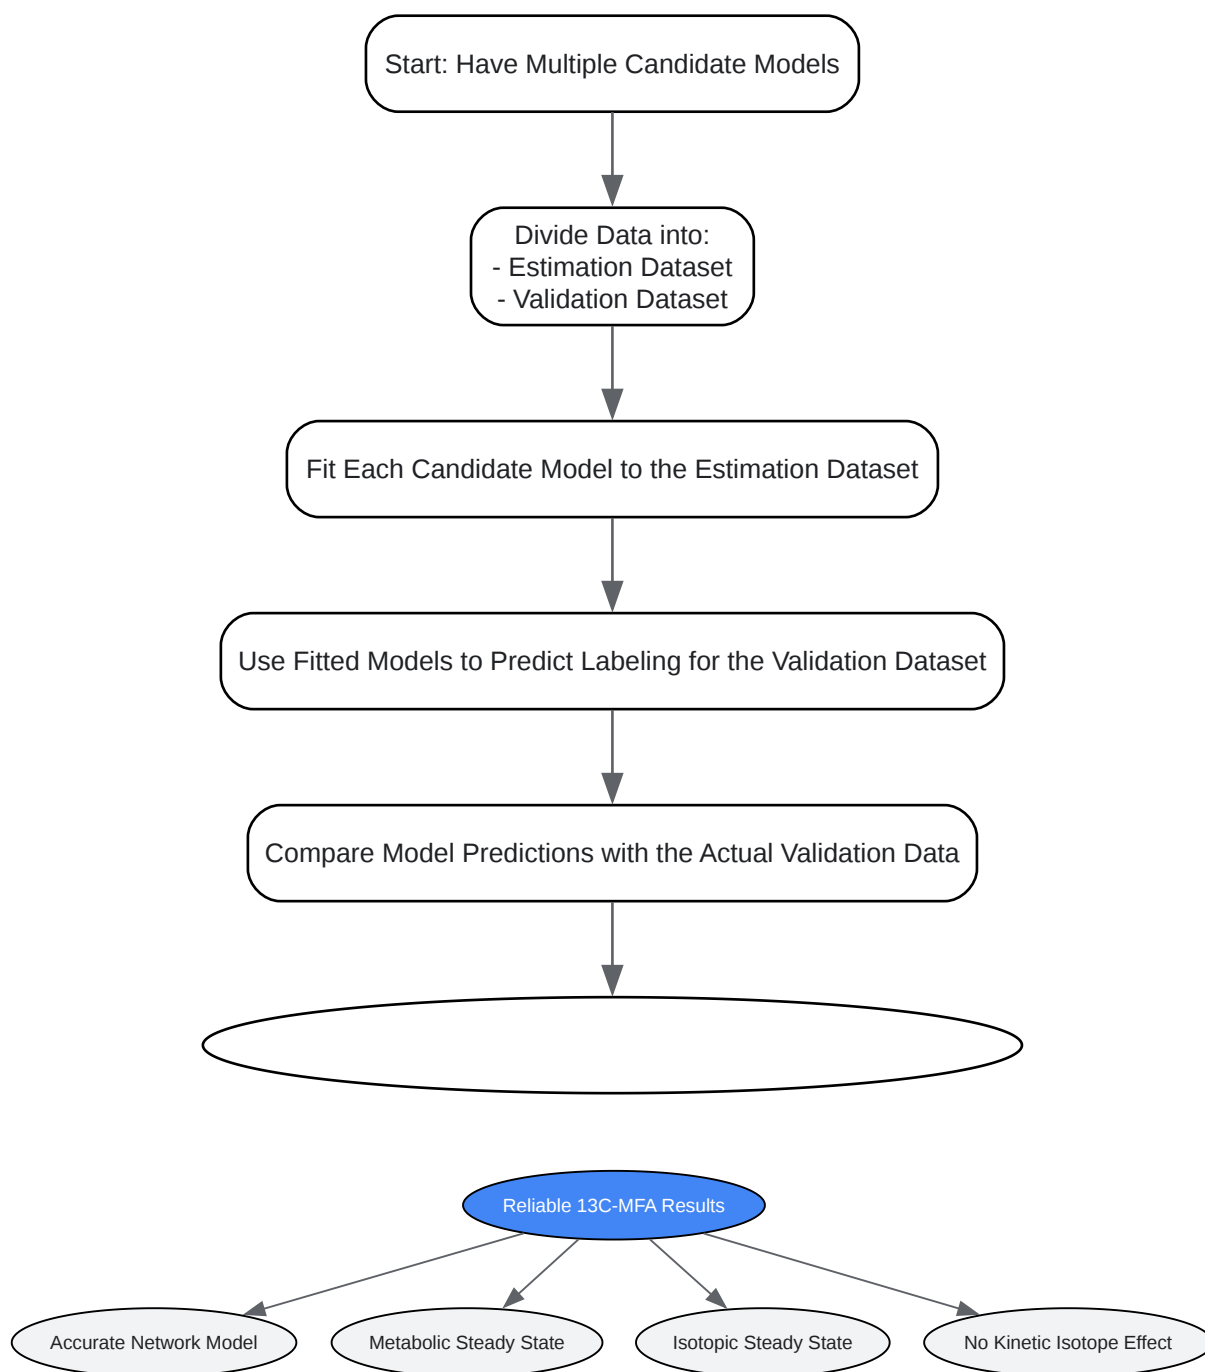 Start: Have Multiple Candidate Models
Divide Data into:
- Estimation Dataset
- Validation Dataset
Fit Each Candidate Model to the Estimation Dataset
Use Fitted Models to Predict Labeling for the Validation Dataset
Compare Model Predictions with the Actual Validation Data
Reliable 13C-MFA Results
Accurate Network Model
Metabolic Steady State
Isotopic Steady State
No Kinetic Isotope Effect